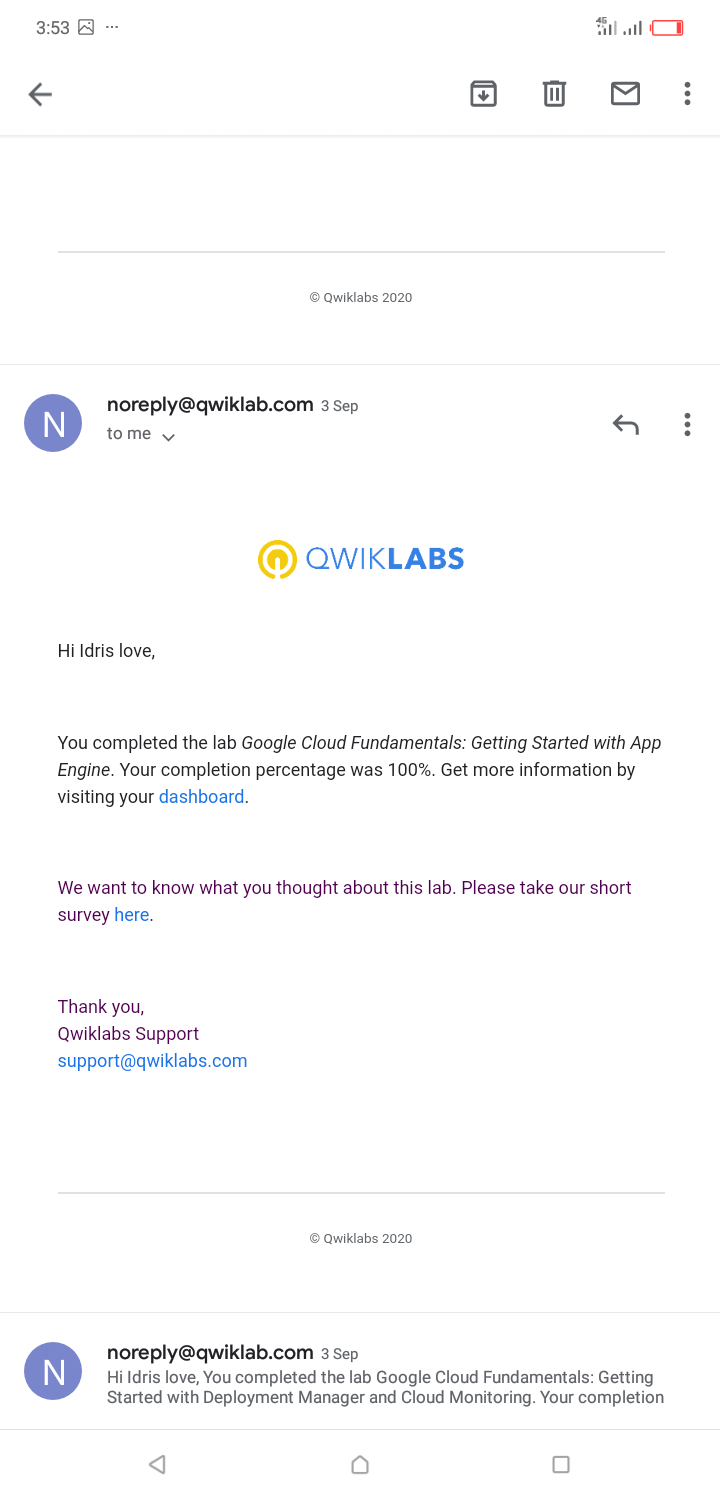 3:53
4G
© Qwiklabs 2020
N
noreply@qwiklab.com 3 Sep
to me
QWIKLABS
Hi Idris love,
You completed the lab Google Cloud Fundamentals: Getting Started with App
Engine. Your completion percentage was 100%. Get more information by
visiting your dashboard.
We want to know what you thought about this lab. Please take our short
survey here.
Thank you,
Qwiklabs Support
support@qwiklabs.com
© Qwiklabs 2020
N
noreply@qwiklab.com 3 Sep
Hi Idris love, You completed the lab Google Cloud Fundamentals: Getting
Started with Deployment Manager and Cloud Monitoring. Your completion